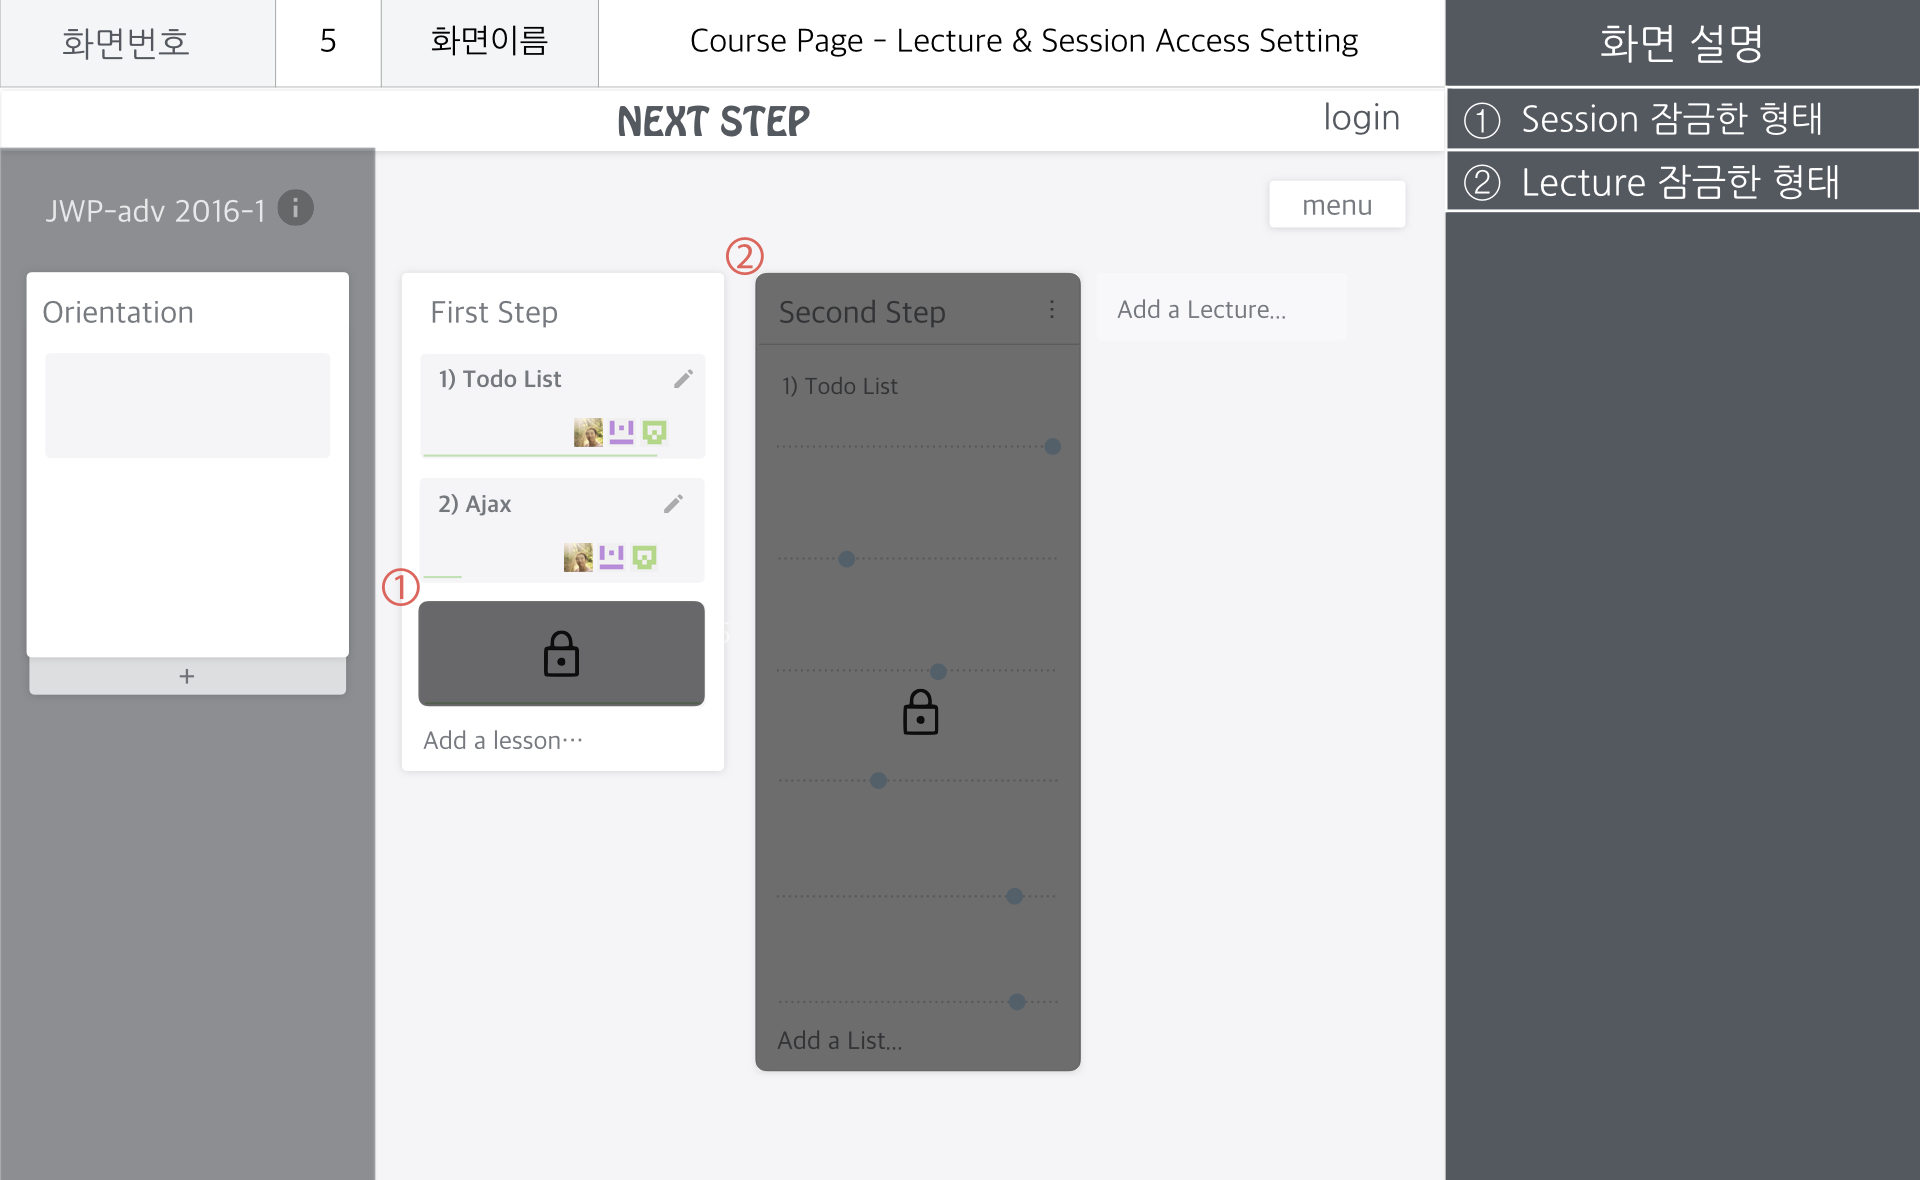 화면번호
5
화면이름
Course Page - Lecture & Session Access Setting
화면 설명
NEXT STEP
login
① Session 잠금한 형태
② Lecture 잠금한 형태
JWP-adv 2016-1
menu
Orientation
+
First Step
1) Todo List
2) Ajax
①
Add a lesson···
②
Second Step
1) Todo List
Add a List...
Add a Lecture...